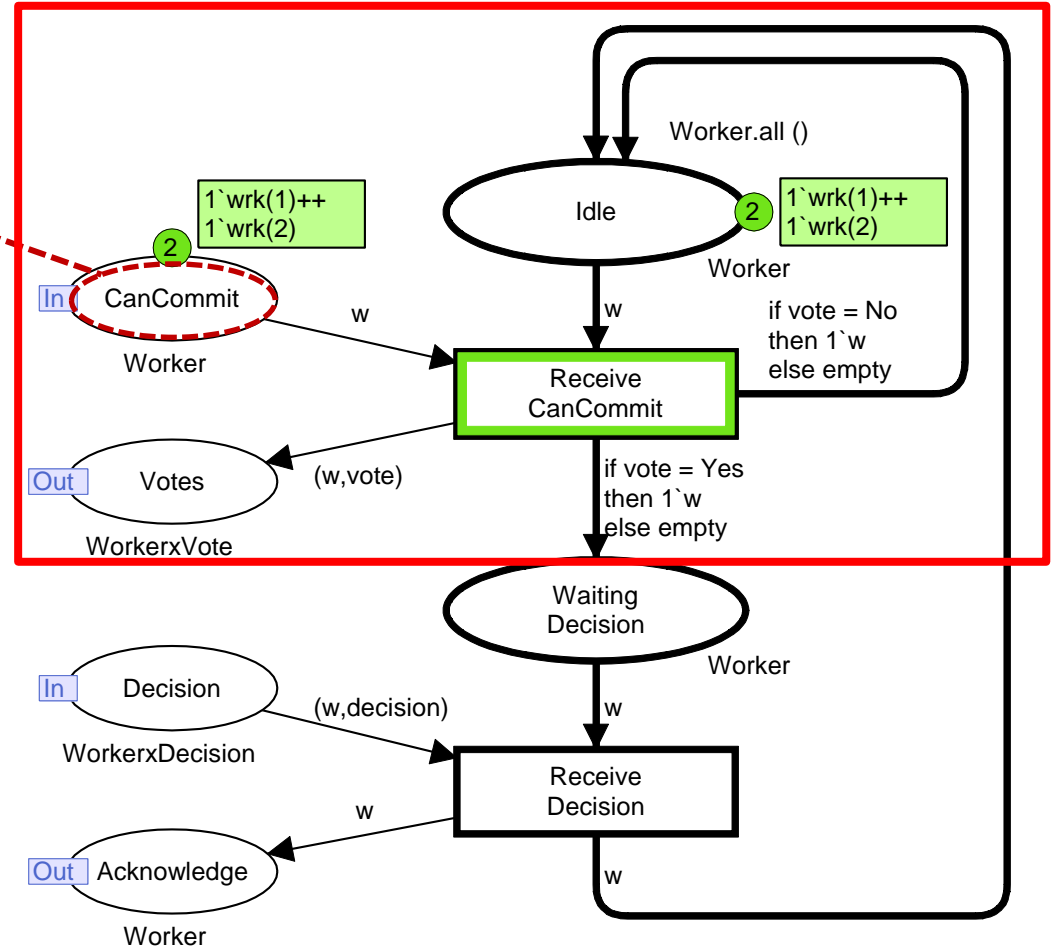 Worker.all ()
1`wrk(1)++
1`wrk(2)
2
Idle
2
1`wrk(1)++
1`wrk(2)
Worker
In
CanCommit
Worker
w
w
if vote = No
then 1`w
else empty
Receive
CanCommit
(w,vote)
Out
Votes
WorkerxVote
if vote = Yes
then 1`w
else empty
Waiting
Decision
Worker
In
Decision
WorkerxDecision
(w,decision)
w
Receive
Decision
w
Out
Acknowledge
Worker
w